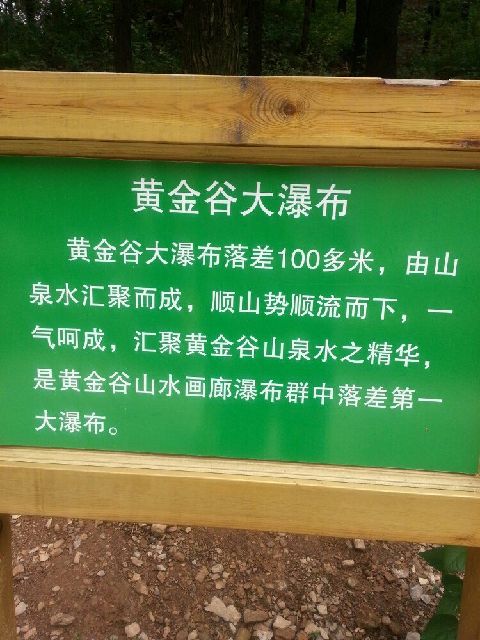 黄金谷大瀑布
黄金谷大瀑布落差100多米，由山
泉水汇聚而成，顺山势顺流而下，一
气呵成，汇聚黄金谷山泉水之精华，
是黄金谷山水画廊瀑布群中落差第一
大瀑布。